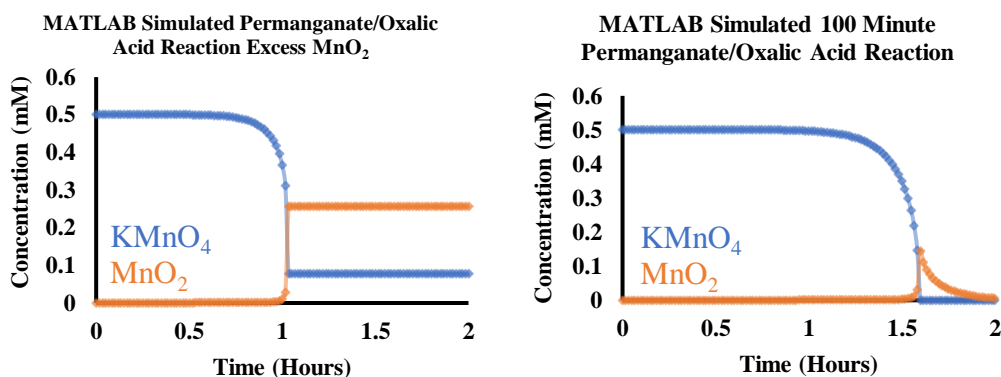 MATLAB Simulated Permanganate/Oxalic
Acid Reaction Excess MnO₂
Concentration (mM)
0.6
0.5
0.4
0.3
0.2
0.1
0
KMnO₄
MnO₂
0 0.5 1 1.5 2
Time (Hours)
MATLAB Simulated 100 Minute
Permanganate/Oxalic Acid Reaction
Concentration (mM)
0.6
0.5
0.4
0.3
0.2
0.1
0
KMnO₄
MnO₂
0 0.5 1 1.5 2
Time (Hours)